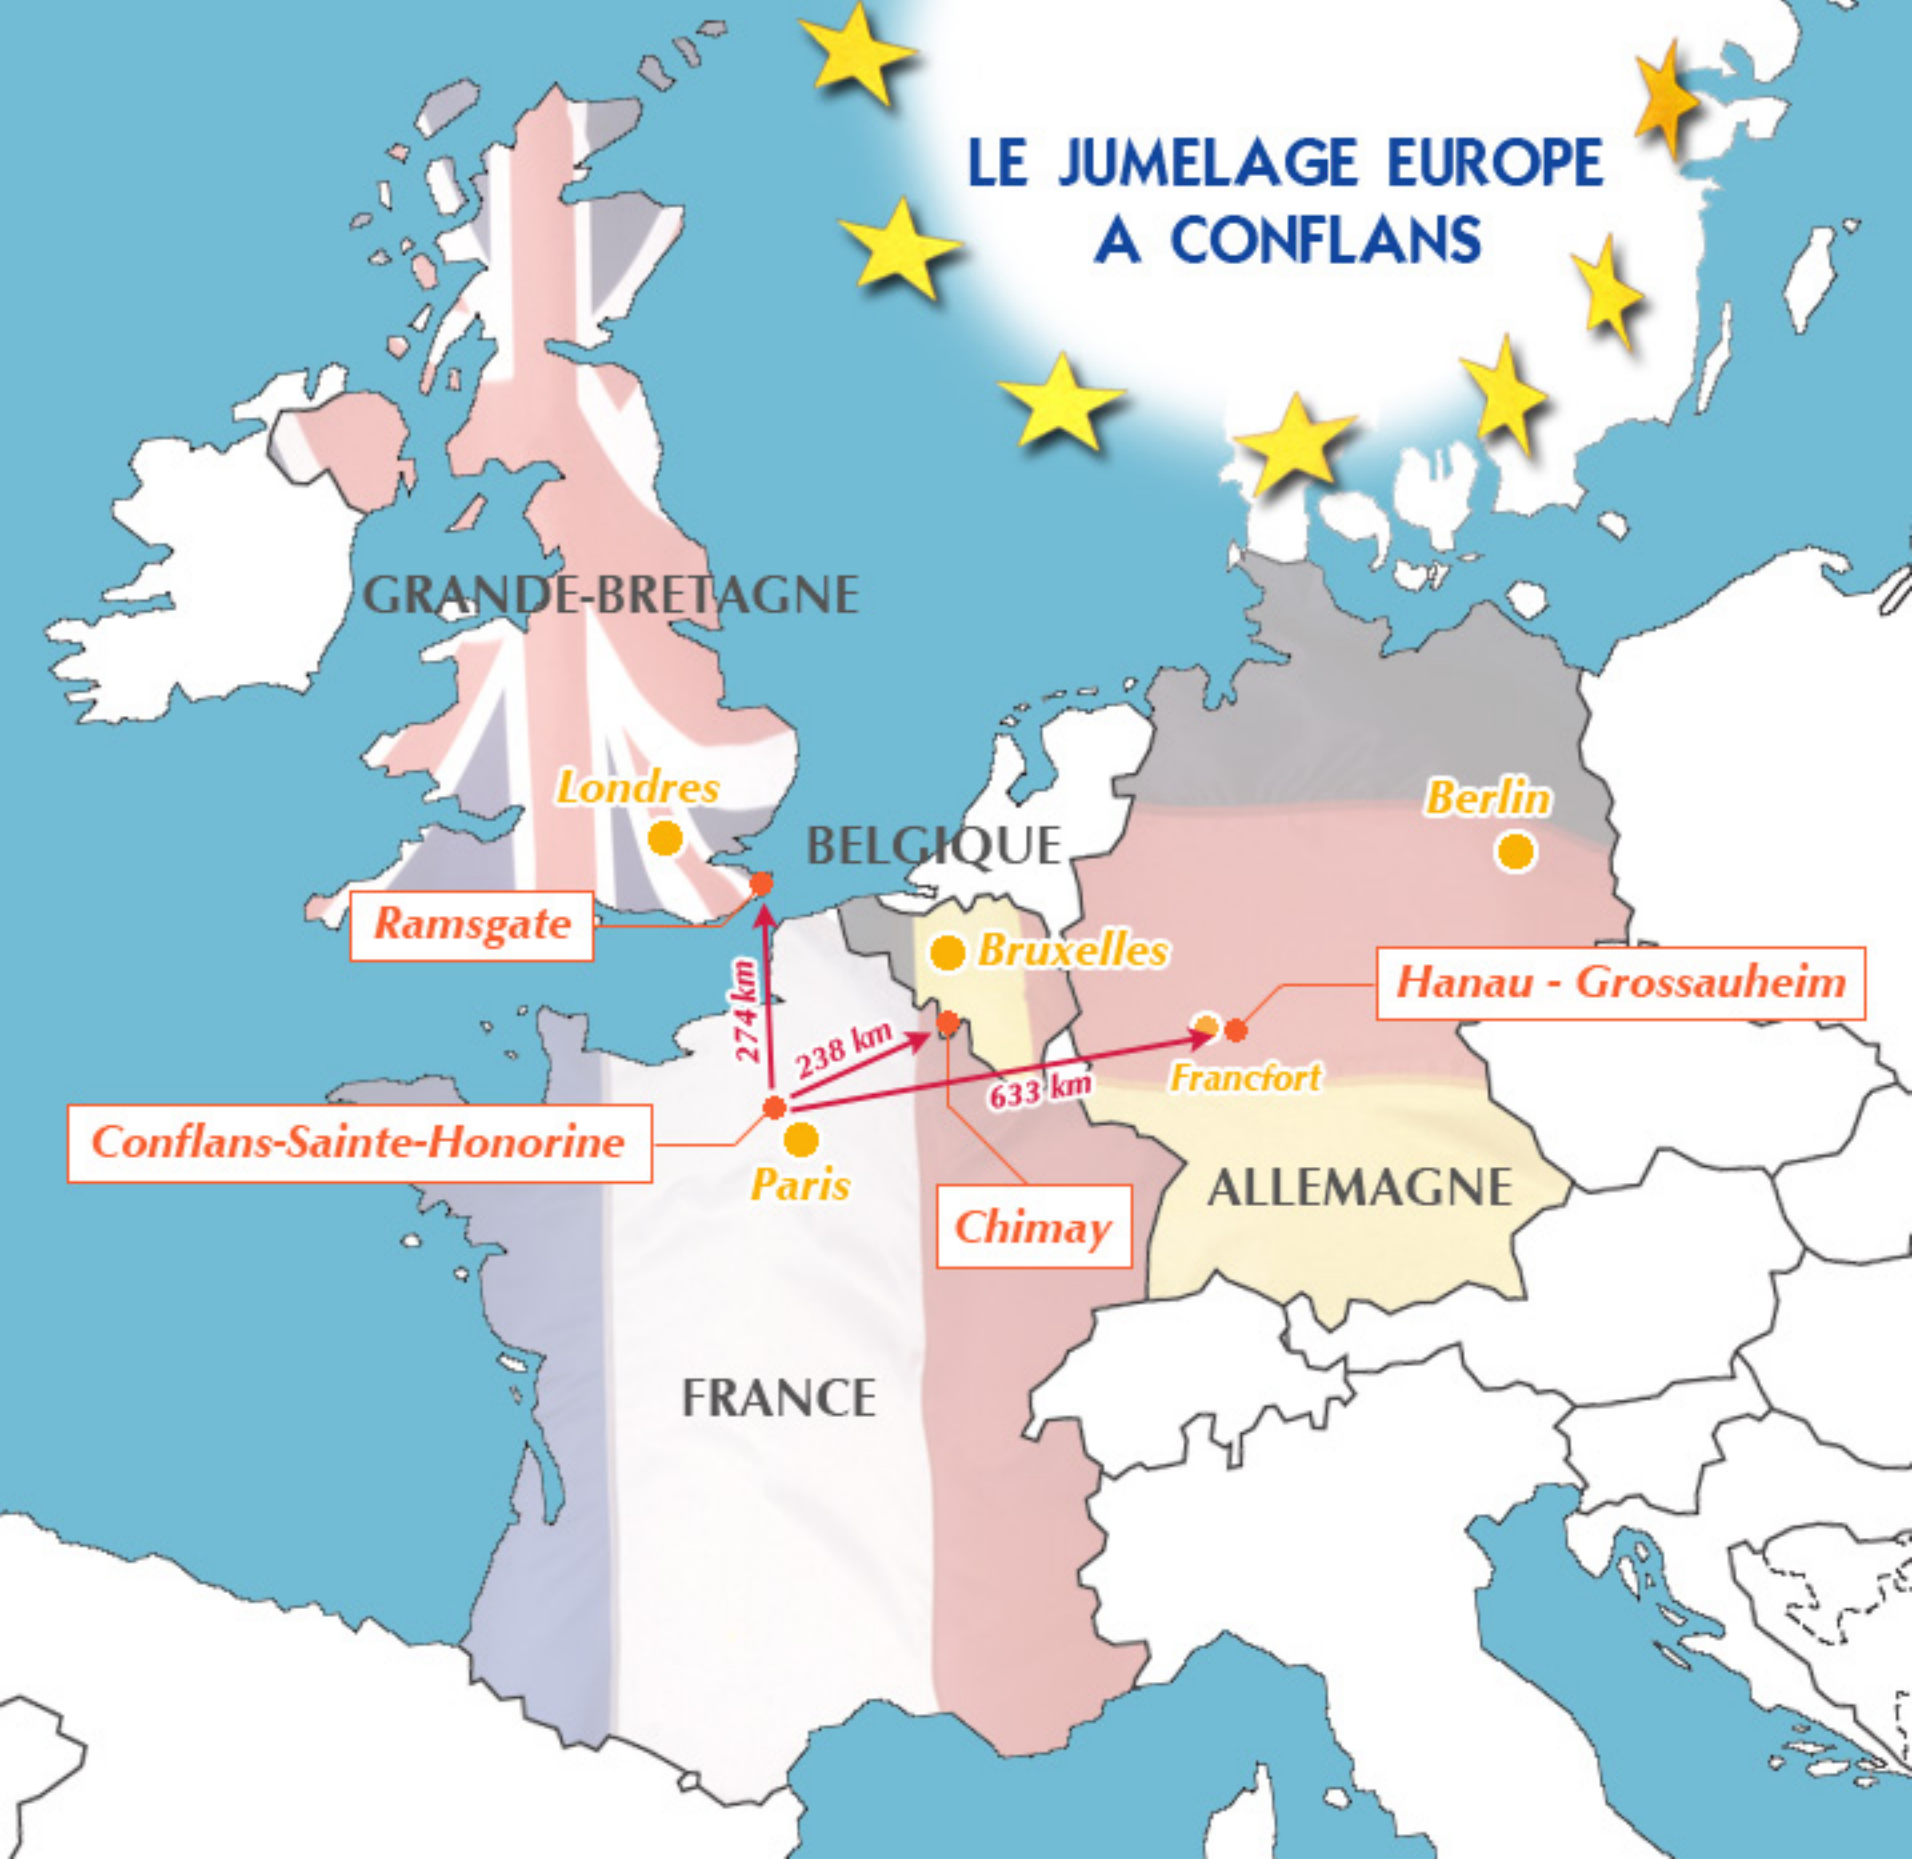 LE JUMELAGE EUROPE
A CONFLANS
GRANDE-BRETAGNE
Londres
Berlin
BELGIQUE
Ramsgate
Bruxelles
Hanau - Grossauheim
274 km
238 km
633 km
Francfort
Conflans-Sainte-Honorine
Paris
Chimay
ALLEMAGNE
FRANCE